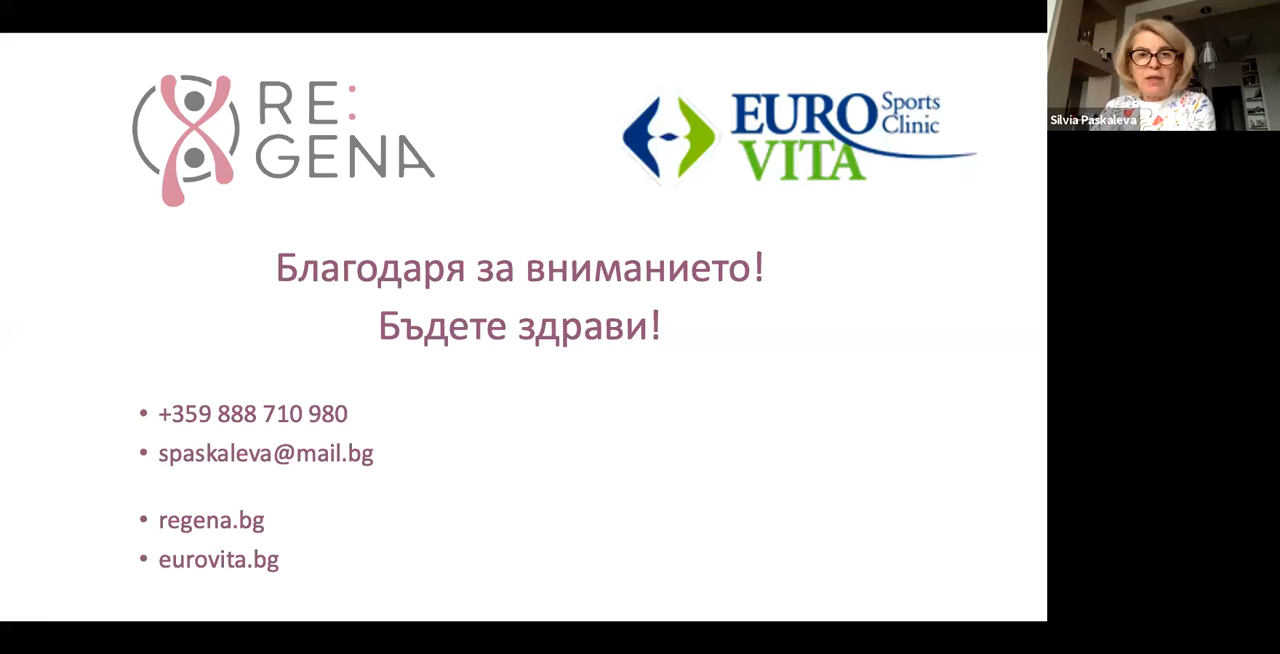 RE:
GENA
EURO Sports
Clinic
VITA
Silvia Paskaleva
Благодаря за вниманието!
Бъдете здрави!
• +359 888 710 980
• spaskaleva@mail.bg
• regena.bg
• eurovita.bg